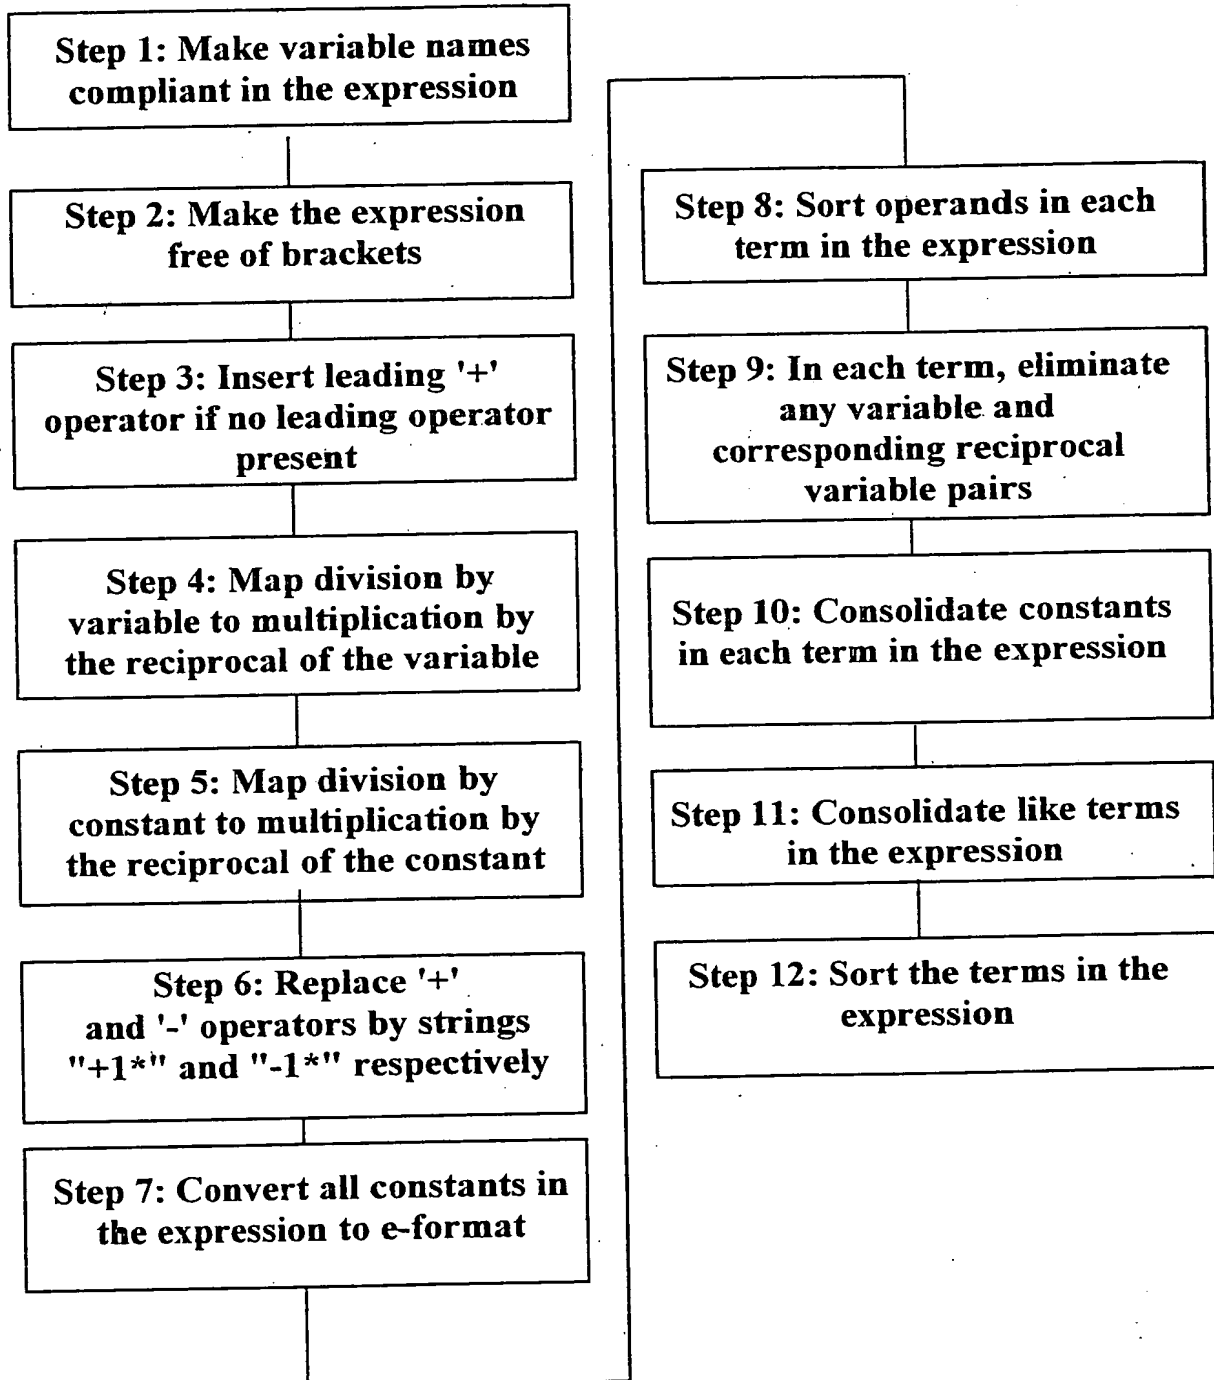 Step 1: Make variable names
compliant in the expression
Step 2: Make the expression
free of brackets
Step 3: Insert leading '+'
operator if no leading operator
present
Step 4: Map division by
variable to multiplication by
the reciprocal of the variable
Step 5: Map division by
constant to multiplication by
the reciprocal of the constant
Step 6: Replace '+'
and '-' operators by strings
"+1*" and "-1*" respectively
Step 7: Convert all constants in
the expression to e-format
Step 8: Sort operands in each
term in the expression
Step 9: In each term, eliminate
any variable and
corresponding reciprocal
variable pairs
Step 10: Consolidate constants
in each term in the expression
Step 11: Consolidate like terms
in the expression
Step 12: Sort the terms in the
expression